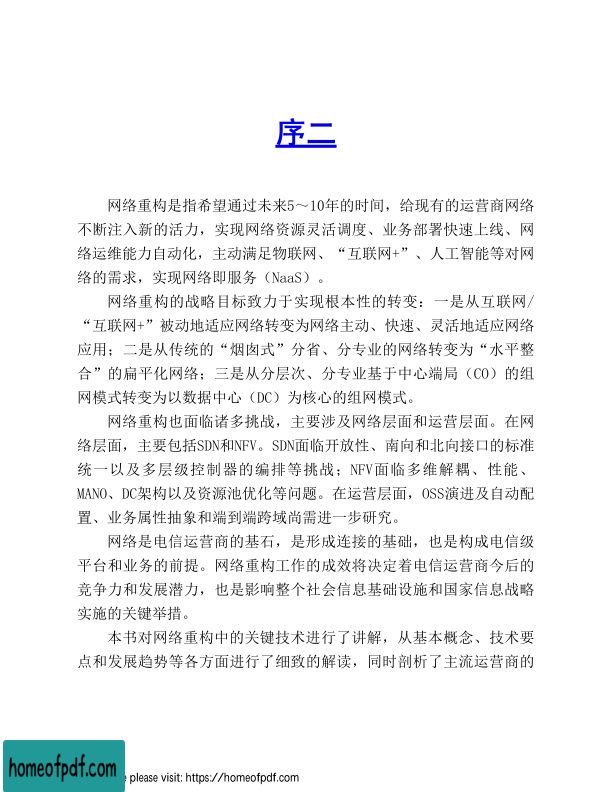 序二
网络重构是指希望通过未来5～10年的时间，给现有的运营商网络
不断注入新的活力，实现网络资源灵活调度、业务部署快速上线、网
络运维能力自动化，主动满足物联网、“互联网+”、人工智能等对网
络的需求，实现网络即服务（NaaS）。
网络重构的战略目标致力于实现根本性的转变：一是从互联网/
“互联网+”被动地适应网络转变为网络主动、快速、灵活地适应网络
应用；二是从传统的“烟囱式”分省、分专业的网络转变为“水平整
合”的扁平化网络；三是从分层次、分专业基于中心端局（CO）的组
网模式转变为以数据中心（DC）为核心的组网模式。
网络重构也面临诸多挑战，主要涉及网络层面和运营层面。在网
络层面，主要包括SDN和NFV。SDN面临开放性、南向和北向接口的标准
统一以及多层级控制器的编排等挑战；NFV面临多维解耦、性能、
MANO、DC架构以及资源池优化等问题。在运营层面，OSS演进及自动配
置、业务属性抽象和端到端跨域尚需进一步研究。
网络是电信运营商的基石，是形成连接的基础，也是构成电信级
平台和业务的前提。网络重构工作的成效将决定着电信运营商今后的
竞争力和发展潜力，也是影响整个社会信息基础设施和国家信息战略
实施的关键举措。
本书对网络重构中的关键技术进行了讲解，从基本概念、技术要
点和发展趋势等各方面进行了细致的解读，同时剖析了主流运营商的
homeofpdf.com
e please visit: https://homeofpdf.com